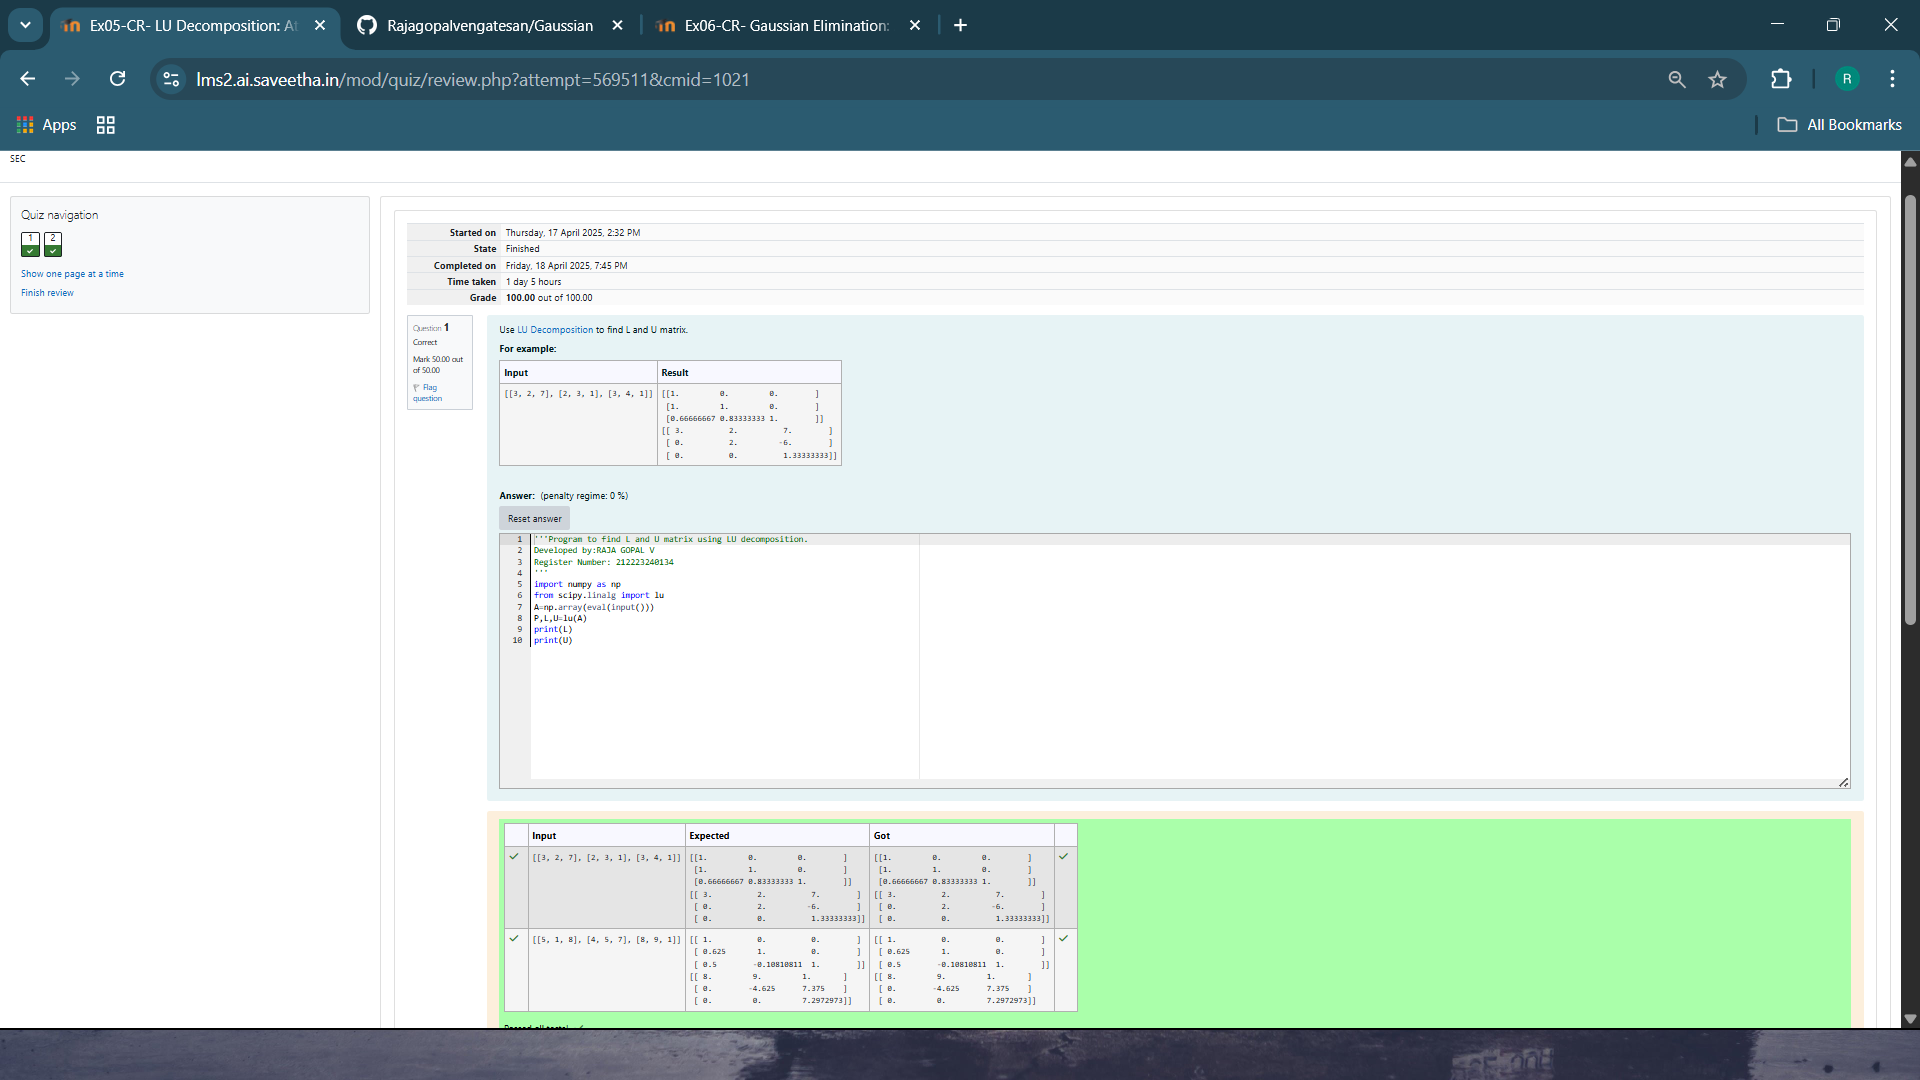 Ex05-CR- LU Decomposition: At
Rajagopalvengatesan/Gaussian
Ex06-CR- Gaussian Elimination:
lms2.ai.saveetha.in/mod/quiz/review.php?attempt=569511&cmid=1021
R
Apps
All Bookmarks
SEC
Quiz navigation
1 2
Show one page at a time
Finish review
Started on Thursday, 17 April 2025, 2:32 PM
State Finished
Completed on Friday, 18 April 2025, 7:45 PM
Time taken 1 day 5 hours
Grade 100.00 out of 100.00
Question 1
Correct
Mark 50.00 out
of 50.00
Flag
question
Use LU Decomposition to find L and U matrix.
For example:
Input Result
[[3, 2, 7], [2, 3, 1], [3, 4, 1]] [[1. 0. 0. ]
[1. 1. 0. ]
[0.66666667 0.83333333 1. ]]
[[ 3. 2. 7. ]
[ 0. 2. -6. ]
[ 0. 0. 1.33333333]]
Answer: (penalty regime: 0 %)
Reset answer
1 '''Program to find L and U matrix using LU decomposition.
2 Developed by:RAJA GOPAL V
3 Register Number: 212223240134
4 '''
5 import numpy as np
6 from scipy.linalg import lu
7 A=np.array(eval(input()))
8 P,L,U=lu(A)
9 print(L)
10 print(U)
Input Expected Got
[[3, 2, 7], [2, 3, 1], [3, 4, 1]] [[1. 0. 0. ] [[1. 0. 0. ]
[1. 1. 0. ] [1. 1. 0. ]
[0.66666667 0.83333333 1. ]] [0.66666667 0.83333333 1. ]]
[[ 3. 2. 7. ] [[ 3. 2. 7. ]
[ 0. 2. -6. ] [ 0. 2. -6. ]
[ 0. 0. 1.33333333]] [ 0. 0. 1.33333333]]
[[5, 1, 8], [4, 5, 7], [8, 9, 1]] [[ 1. 0. 0. ] [[ 1. 0. 0. ]
[ 0.625 1. 0. ] [ 0.625 1. 0. ]
[ 0.5 -0.10810811 1. ]] [ 0.5 -0.10810811 1. ]]
[[ 8. 9. 1. ] [[ 8. 9. 1. ]
[ 0. -4.625 7.375 ] [ 0. -4.625 7.375 ]
[ 0. 0. 7.2972973]] [ 0. 0. 7.2972973]]